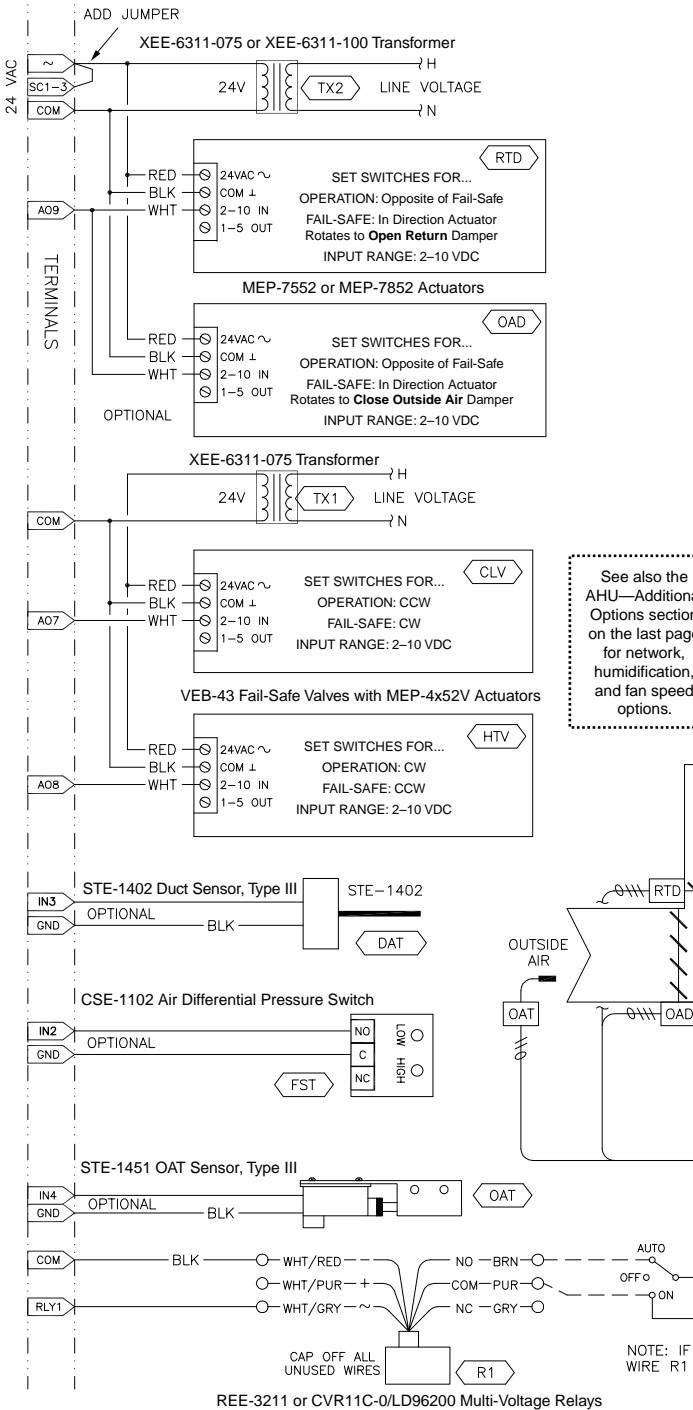 ADD JUMPER
XEE-6311-075 or XEE-6311-100 Transformer
24 VAC
~
SC1-3
COM
24V
TX2
LINE VOLTAGE
H
N
RTD
RED
BLK
WHT
24VAC ~
COM ⊥
2-10 IN
1-5 OUT
SET SWITCHES FOR...
OPERATION: Opposite of Fail-Safe
FAIL-SAFE: In Direction Actuator
Rotates to Open Return Damper
INPUT RANGE: 2–10 VDC
AO9
TERMINALS
MEP-7552 or MEP-7852 Actuators
OAD
RED
BLK
WHT
24VAC ~
COM ⊥
2-10 IN
1-5 OUT
SET SWITCHES FOR...
OPERATION: Opposite of Fail-Safe
FAIL-SAFE: In Direction Actuator
Rotates to Close Outside Air Damper
INPUT RANGE: 2–10 VDC
OPTIONAL
XEE-6311-075 Transformer
24V
TX1
LINE VOLTAGE
H
N
COM
CLV
RED
BLK
WHT
24VAC ~
COM ⊥
2-10 IN
1-5 OUT
SET SWITCHES FOR...
OPERATION: CCW
FAIL-SAFE: CW
INPUT RANGE: 2–10 VDC
AO7
See also the
AHU—Additiona
Options section
on the last page
for network,
humidification,
and fan speed
options.
VEB-43 Fail-Safe Valves with MEP-4x52V Actuators
HTV
RED
BLK
WHT
24VAC ~
COM ⊥
2-10 IN
1-5 OUT
SET SWITCHES FOR...
OPERATION: CW
FAIL-SAFE: CCW
INPUT RANGE: 2–10 VDC
AO8
STE-1402 Duct Sensor, Type III
IN3
OPTIONAL
GND
BLK
STE-1402
DAT
RTD
OUTSIDE
AIR
OAT
OAD
CSE-1102 Air Differential Pressure Switch
IN2
OPTIONAL
GND
NO
C
NC
LOW
HIGH
FST
STE-1451 OAT Sensor, Type III
IN4
OPTIONAL
GND
BLK
OAT
COM
BLK
WHT/RED –
WHT/PUR +
RLY1
WHT/GRY ~
NO BRN
COM PUR
NC GRY
AUTO
OFF
ON
CAP OFF ALL
UNUSED WIRES
R1
NOTE: IF
WIRE R1
REE-3211 or CVR11C-0/LD96200 Multi-Voltage Relays